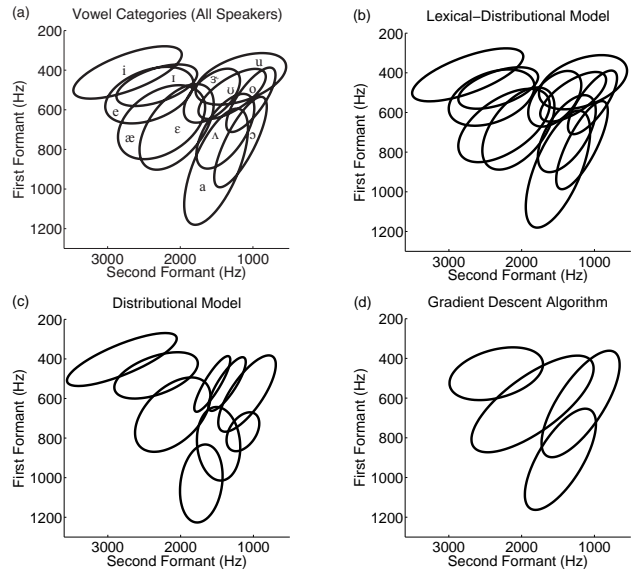 (a)
Vowel Categories (All Speakers)
200
400
600
800
1000
1200
First Formant (Hz)
3000
2000
1000
Second Formant (Hz)
i
ɪ
e
æ
ɛ
ɝ
ʊ
u
o
ʌ
ɔ
a
(b)
Lexical–Distributional Model
200
400
600
800
1000
1200
First Formant (Hz)
3000
2000
1000
Second Formant (Hz)
(c)
Distributional Model
200
400
600
800
1000
1200
First Formant (Hz)
3000
2000
1000
Second Formant (Hz)
(d)
Gradient Descent Algorithm
200
400
600
800
1000
1200
First Formant (Hz)
3000
2000
1000
Second Formant (Hz)